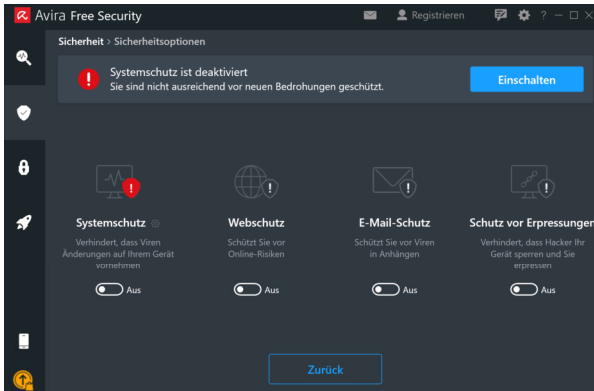 Avira Free Security
Registrieren
?
Sicherheit > Sicherheitsoptionen
Systemschutz ist deaktiviert
Sie sind nicht ausreichend vor neuen Bedrohungen geschützt.
Einschalten
Systemschutz
Verhindert, dass Viren
Änderungen auf Ihrem Gerät
vornehmen
Aus
Webschutz
Schützt Sie vor
Online-Risiken
Aus
E-Mail-Schutz
Schützt Sie vor Viren
in Anhängen
Aus
Schutz vor Erpressungen
Verhindert, dass Hacker Ihr
Gerät sperren und Sie
erpressen
Aus
Zurück